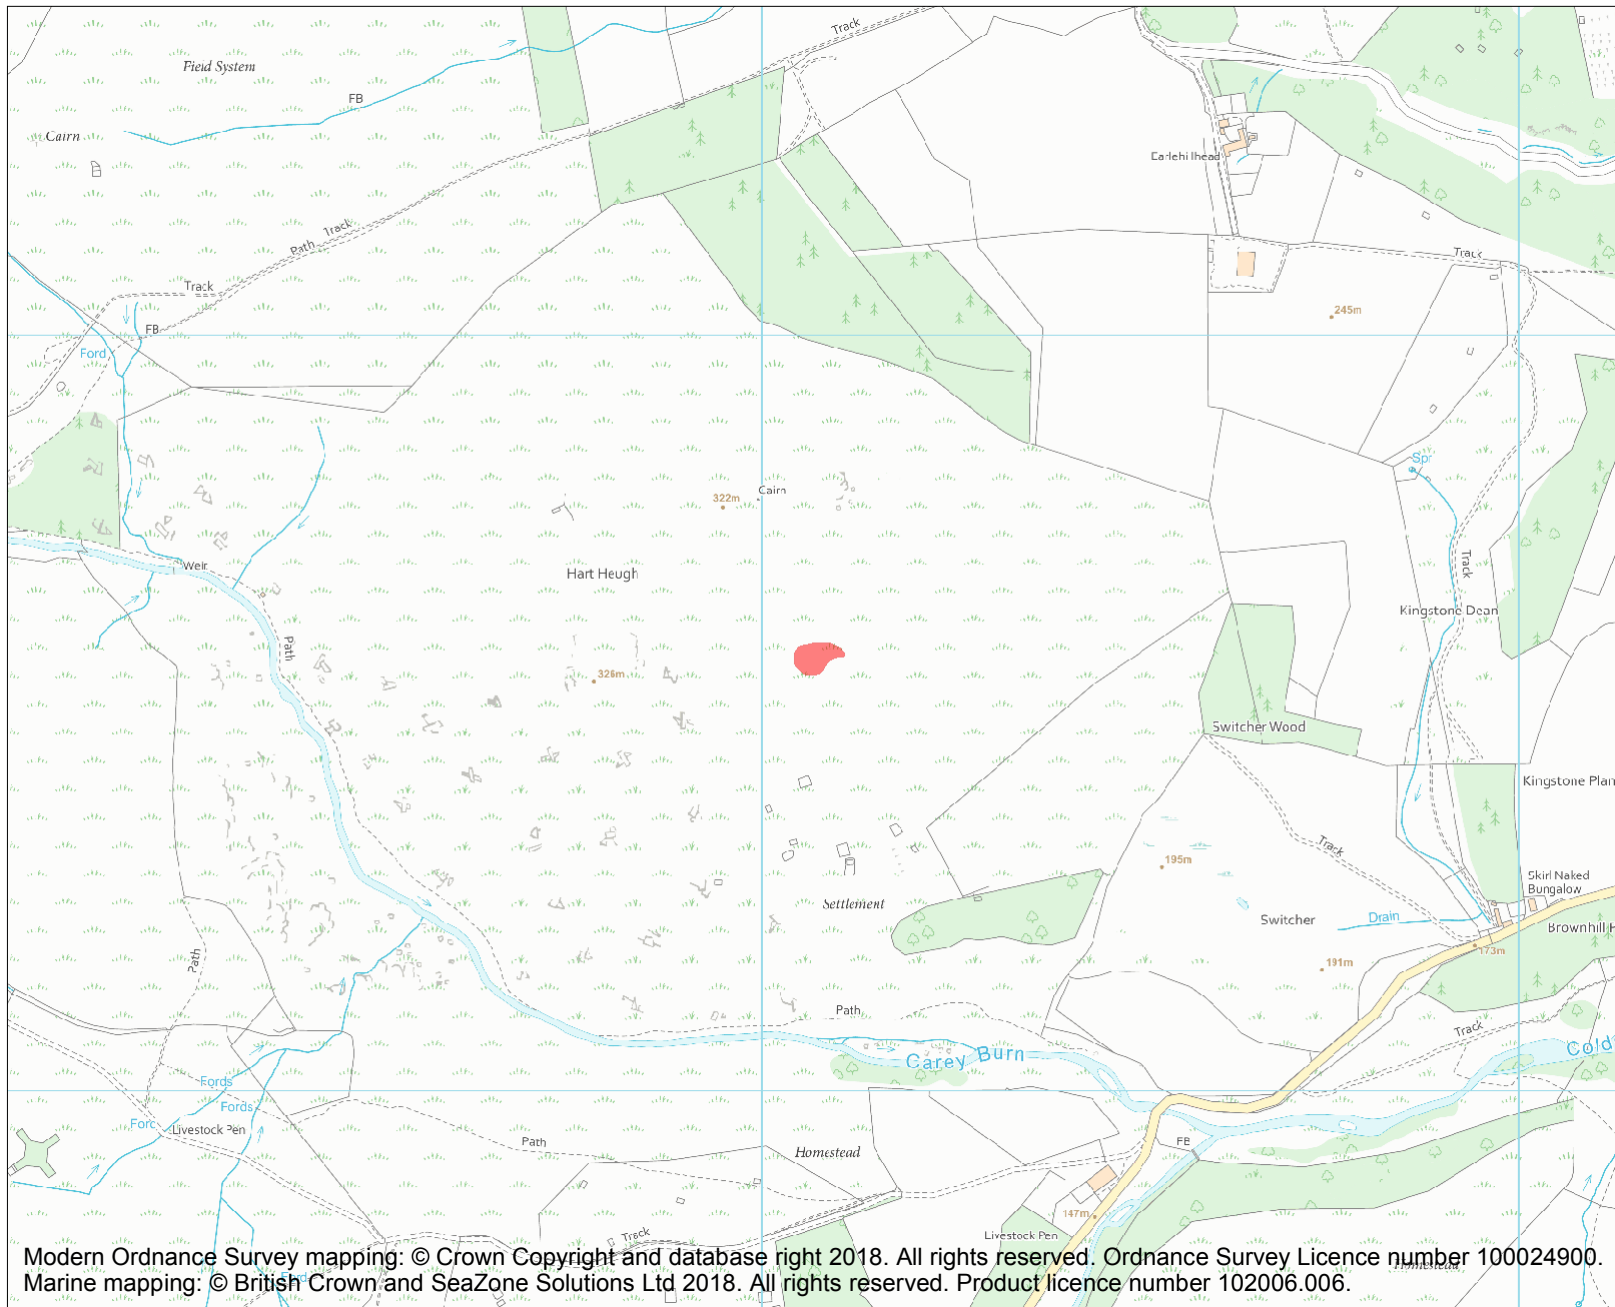 Track
Field System
FB
Cairn
Earlehillhead
Path
Track
Track
Track
245m
FB
Ford
Spr
Cairn
322m
Weir
Hart Heugh
Track
Kingstone Dean
Path
326m
Switcher Wood
Kingstone Plan
Track
195m
Skirl Naked
Bungalow
Settlement
Switcher
Drain
Brownhill H
173m
Path
191m
Path
Track
Carey Burn
Cold
Fords
Fords
Ford
Livestock Pen
Path
Homestead
FB
147m
Livestock Pen
Track
Modern Ordnance Survey mapping: © Crown Copyright and database right 2018. All rights reserved. Ordnance Survey Licence number 100024900.
Homestead
Fords
Marine mapping: © British Crown and SeaZone Solutions Ltd 2018. All rights reserved. Product licence number 102006.006.